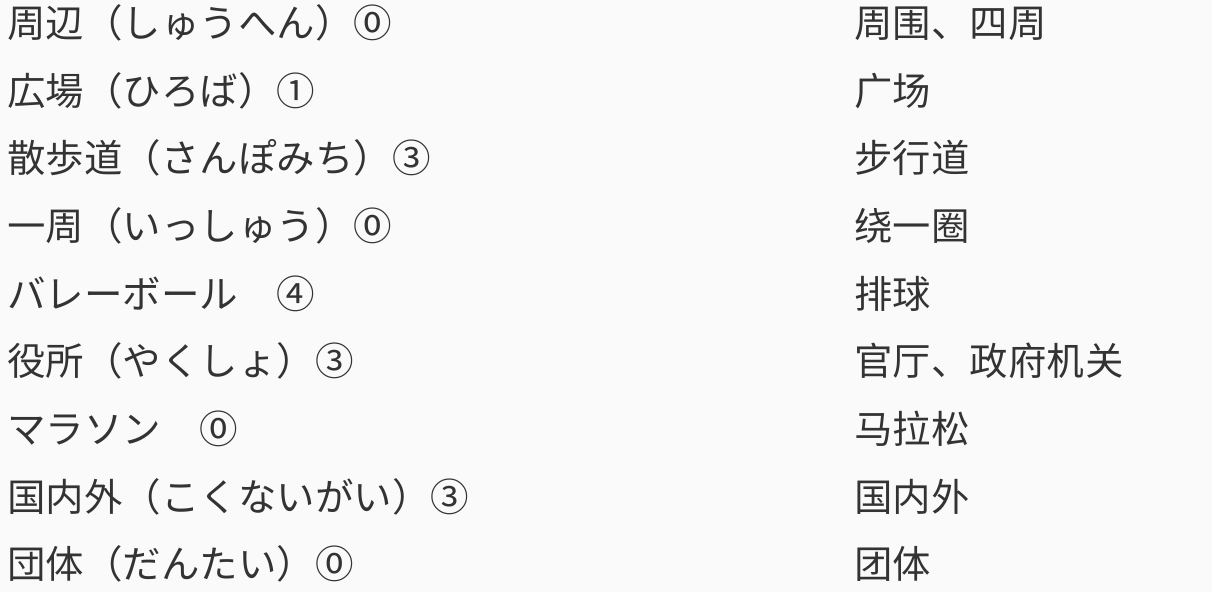 周辺（しゅうへん）⓪ 周围、四周
広場（ひろば）① 广场
散歩道（さんぽみち）③ 步行道
一周（いっしゅう）⓪ 绕一圈
バレーボール　④ 排球
役所（やくしょ）③ 官厅、政府机关
マラソン　⓪ 马拉松
国内外（こくないがい）③ 国内外
団体（だんたい）⓪ 团体